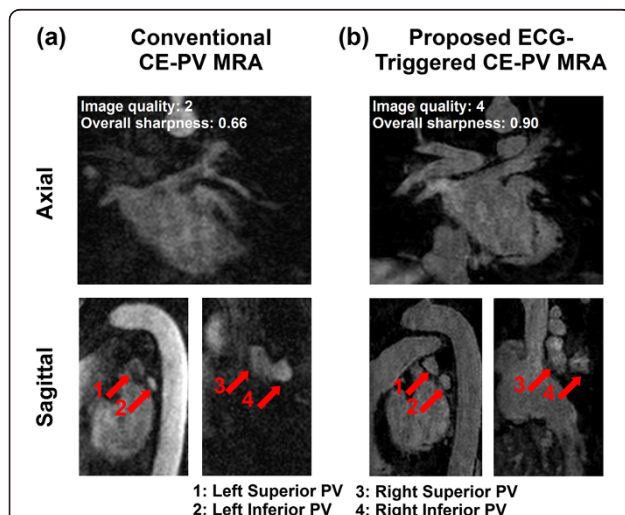 (a) Conventional
CE-PV MRA
(b) Proposed ECG-
Triggered CE-PV MRA
Axial
Image quality: 2
Overall sharpness: 0.66
Image quality: 4
Overall sharpness: 0.90
Sagittal
1
2
3
4
1
2
3
4
1: Left Superior PV 3: Right Superior PV
2: Left Inferior PV 4: Right Inferior PV